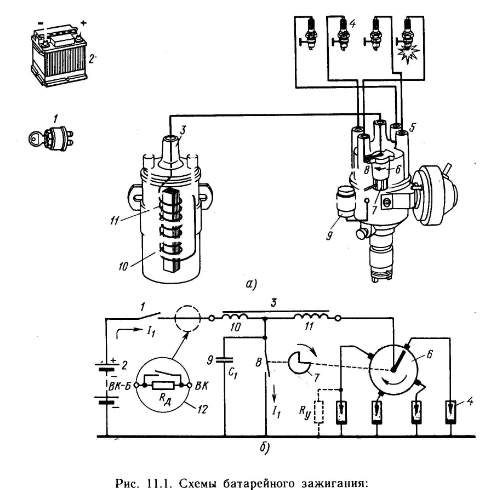 - +
2
4
1
3
5
8
6
7
9
11
10
а)
1
I₁
3
10
11
2
+
−
+
−
ВК-Б
ВК
Rд
12
9
C₁
8
I₁
7
Rу
6
4
б)
Рис. 11.1. Схемы батарейного зажигания: